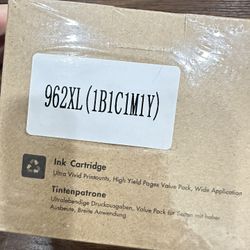 962XL(1B1C1M1Y)
Ink Cartridge
Ultra Vivid Printouts, High Yield Pages Value Pack, Wide Application
Tintenpatrone
Ultralebendige Druckausgaben, Value Pack für Seiten mit hoher
Ausbeute, Breite Anwendung